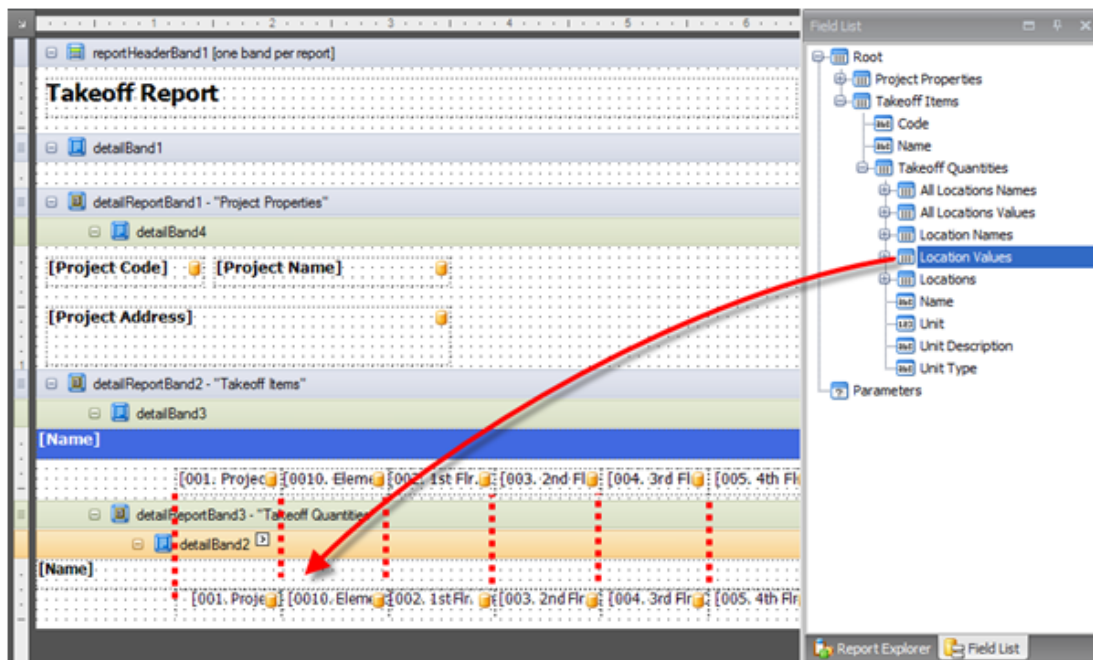 1 2 3 4 5 6
reportHeaderBand1 [one band per report]
Takeoff Report
detailBand1
detailReportBand1 - "Project Properties"
detailBand4
[Project Code] [Project Name]
[Project Address]
1
detailReportBand2 - "Takeoff Items"
detailBand3
[Name]
[001. Projec [0010. Eleme [002. 1st Flr. [003. 2nd Fl [004. 3rd Fl [005. 4th Fl
detailReportBand3 - "Takeoff Quantities
detailBand2
[Name]
[001. Proje [0010. Eleme [002. 1st Flr. [003. 2nd Flr [004. 3rd Flr [005. 4th Flr
Field List
Root
Project Properties
Takeoff Items
Code
Name
Takeoff Quantities
All Locations Names
All Locations Values
Location Names
Location Values
Locations
Name
Unit
Unit Description
Unit Type
Parameters
Report Explorer Field List